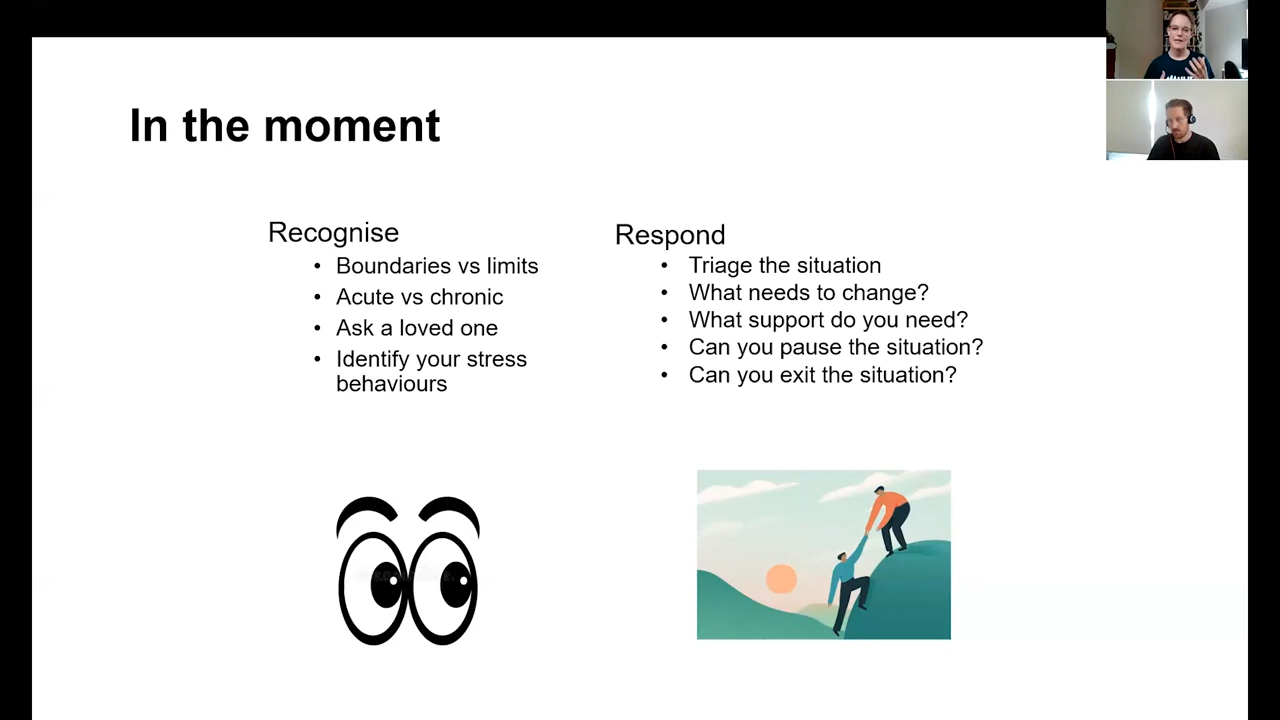 In the moment
Recognise
• Boundaries vs limits
• Acute vs chronic
• Ask a loved one
• Identify your stress
behaviours
Respond
• Triage the situation
• What needs to change?
• What support do you need?
• Can you pause the situation?
• Can you exit the situation?